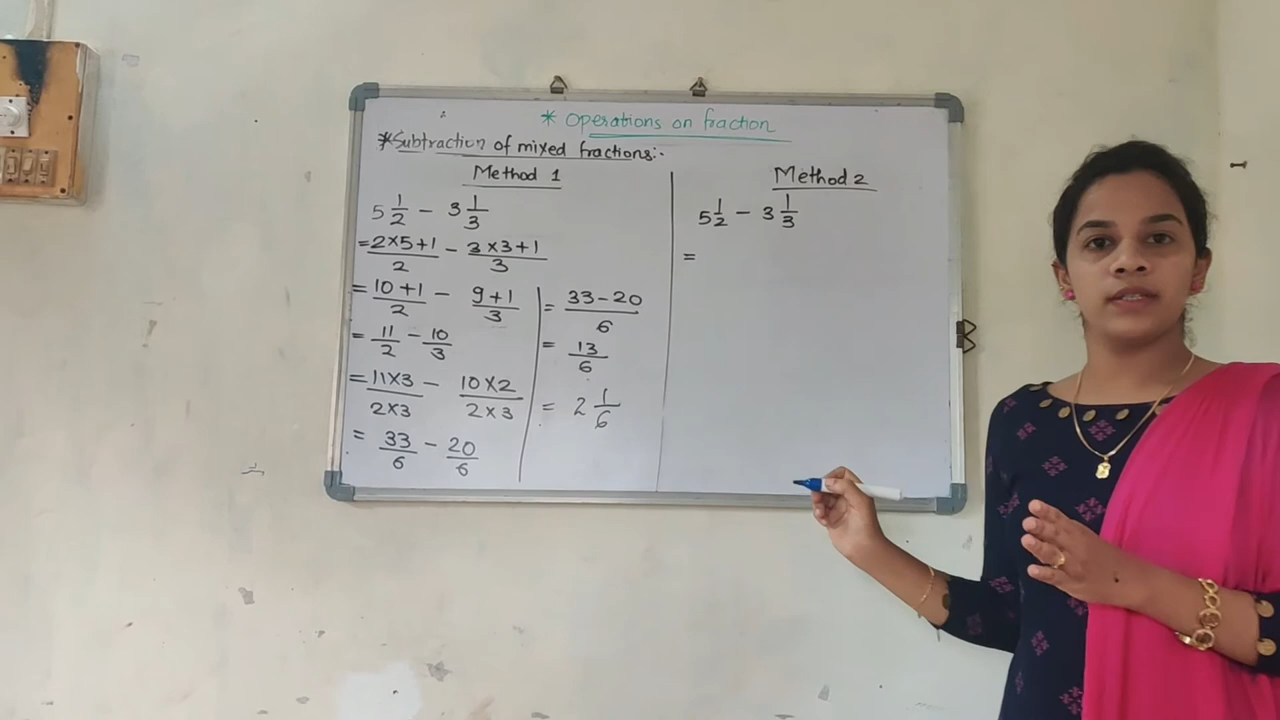 * Operations on fraction
*Subtraction of mixed fractions:-
Method 1
5 1/2 - 3 1/3
= 2×5+1/2 - 3×3+1/3
= 10+1/2 - 9+1/3
= 11/2 - 10/3
= 11×3/2×3 - 10×2/2×3
= 33/6 - 20/6
= 33-20/6
= 13/6
= 2 1/6
Method 2
5 1/2 - 3 1/3
=